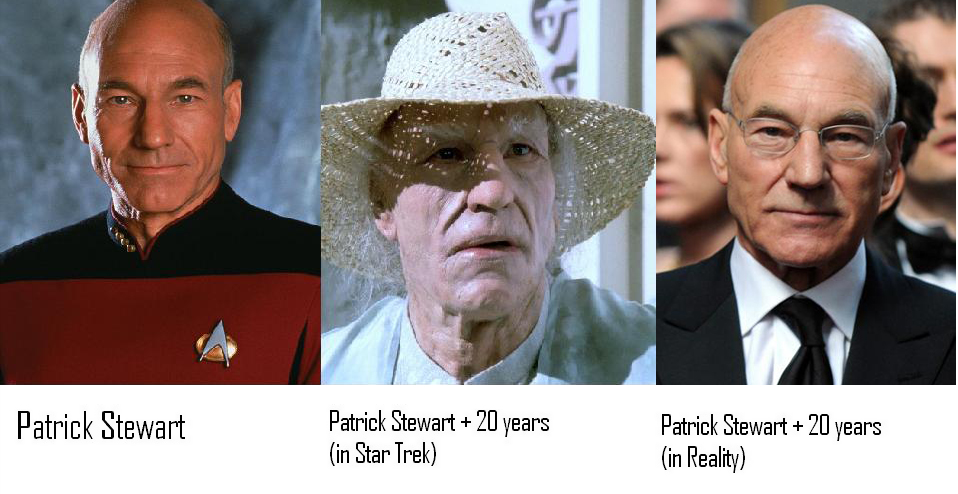 Patrick Stewart
Patrick Stewart + 20 years
(in Star Trek)
Patrick Stewart + 20 years
(in Reality)